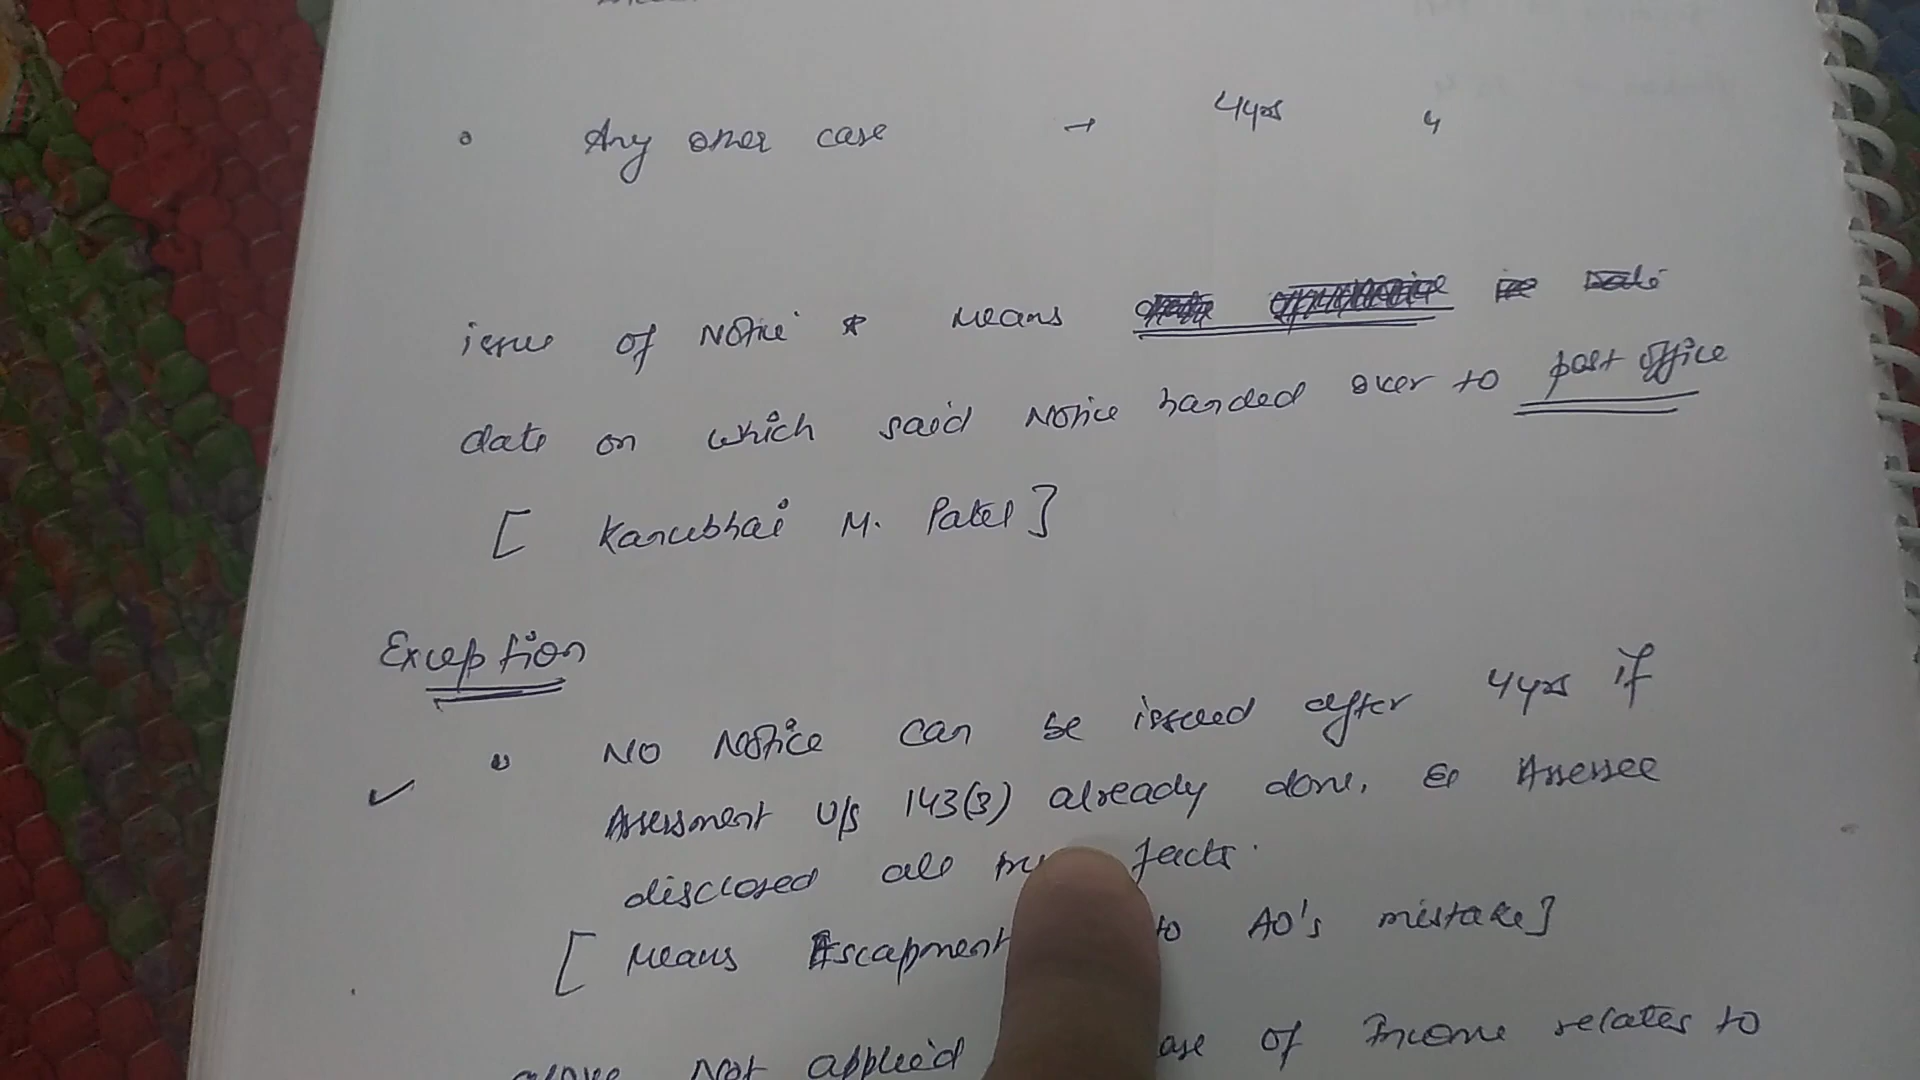 • Any other case → 4yrs "
issue of Notice * means
date on which said Notice handed over to post office
[ Kanubhai M. Patel ]
Exception
• NO Notice can be issued after 4yrs if
✓ Assessment U/s 143(3) already done, & Assessee
disclosed all facts.
[ Means Escapment to AO's mistake ]
above Not applied of Income relates to